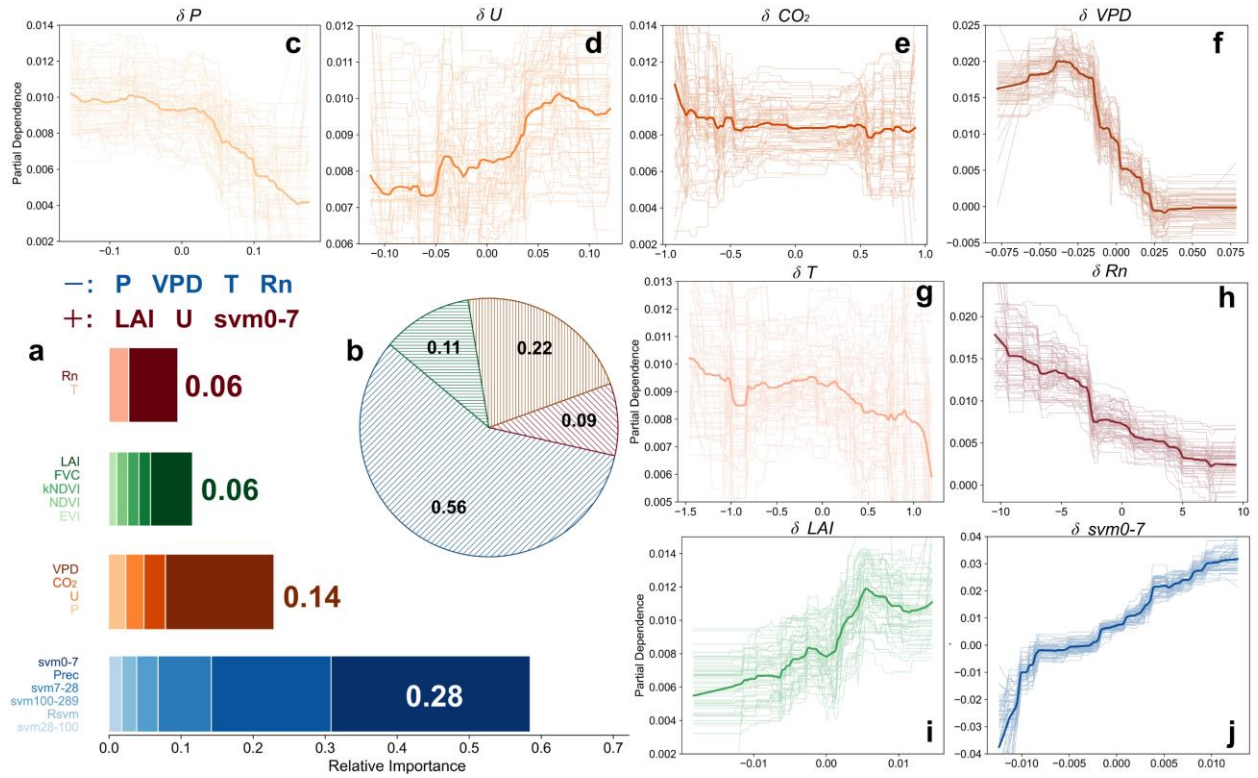 δ P
δ U
δ CO₂
δ VPD
c
d
e
f
Partial Dependence
0.014
0.012
0.010
0.008
0.006
0.004
0.002
-0.1 0.0 0.1
0.012
0.011
0.010
0.009
0.008
0.007
0.006
-0.10 -0.05 0.00 0.05 0.10
0.014
0.012
0.010
0.008
0.006
0.004
0.002
-1.0 -0.5 0.0 0.5 1.0
0.025
0.020
0.015
0.010
0.005
0.000
-0.005
-0.075 -0.050 -0.025 0.000 0.025 0.050 0.075
−: P VPD T Rn
+: LAI U svm0-7
a
Rn
T
0.06
LAI
FVC
kNDVI
NDVI
EVI
0.06
VPD
CO₂
U
P
0.14
svm0-7
Prec
svm7-28
svm100-289
Rsvm
svm28-100
0.28
0.0 0.1 0.2 0.3 0.4 0.5 0.6 0.7
Relative Importance
b
0.11
0.22
0.09
0.56
δ T
δ Rn
g
h
Partial Dependence
0.013
0.012
0.011
0.010
0.009
0.008
0.007
0.006
0.005
-1.5 -1.0 -0.5 0.0 0.5 1.0
0.020
0.015
0.010
0.005
0.000
-10 -5 0 5 10
δ LAI
δ svm0-7
i
j
Partial Dependence
0.014
0.012
0.010
0.008
0.006
0.004
0.002
-0.01 0.00 0.01
0.04
0.03
0.02
0.01
0.00
-0.01
-0.02
-0.03
-0.04
-0.010 -0.005 0.000 0.005 0.010